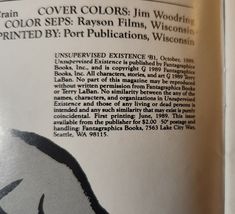 rain COVER COLORS: Jim Woodring
COLOR SEPS: Rayson Films, Wisconsin
PRINTED BY: Port Publications, Wisconsin
UNSUPERVISED EXISTENCE #1, October, 1989.
Unsupervised Existence is published by Fantagraphics
Books, Inc., and is copyright © 1989 Fantagraphics
Books, Inc. All characters, stories, and art © 1989 Terr
LaBan. No part of this magazine may be reproduced
without written permission from Fantagraphics Books
or Terry LaBan. No similarity between any of the
names, characters, and organizations in Unsupervised
Existence and those of any living or dead persons is
intended and any such similarity that may exist is purely
coincidental. First printing: June, 1989. This issue
available from the publisher for $2.00 50¢ postage and
handling: Fantagraphics Books, 7563 Lake City Way
Seattle, WA 98115.